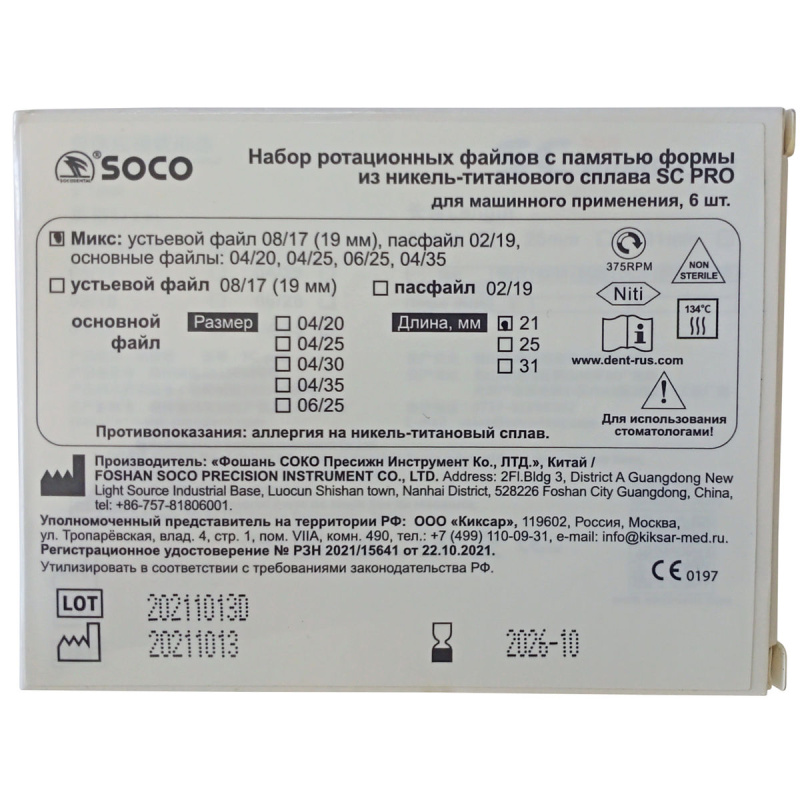 SOCODENTAL ®SOCO
Набор ротационных файлов с памятью формы
из никель-титанового сплава SC PRO
для машинного применения, 6 шт.
Микс: устьевой файл 08/17 (19 мм), пасфайл 02/19,
основные файлы: 04/20, 04/25, 06/25, 04/35
устьевой файл 08/17 (19 мм) пасфайл 02/19
основной файл
Размер
04/20
04/25
04/30
04/35
06/25
Длина, мм
21
25
31
375RPM
NON
STERILE
Niti
134°C
i
www.dent-rus.com
!
Для использования
стоматологами!
Противопоказания: аллергия на никель-титановый сплав.
Производитель: «Фошань СОКО Пресижн Инструмент Ко., ЛТД.», Китай /
FOSHAN SOCO PRECISION INSTRUMENT CO., LTD. Address: 2Fl.Bldg 3, District A Guangdong New
Light Source Industrial Base, Luocun Shishan town, Nanhai District, 528226 Foshan City Guangdong, China,
tel: +86-757-81806001.
Уполномоченный представитель на территории РФ: ООО «Киксар», 119602, Россия, Москва,
ул. Тропарёвская, влад. 4, стр. 1, пом. VIIA, комн. 490, тел.: +7 (499) 110-09-31, e-mail: info@kiksar-med.ru.
Регистрационное удостоверение № РЗН 2021/15641 от 22.10.2021.
Утилизировать в соответствии с требованиями законодательства РФ.
CE 0197
LOT 20211013D
20211013
2026-10